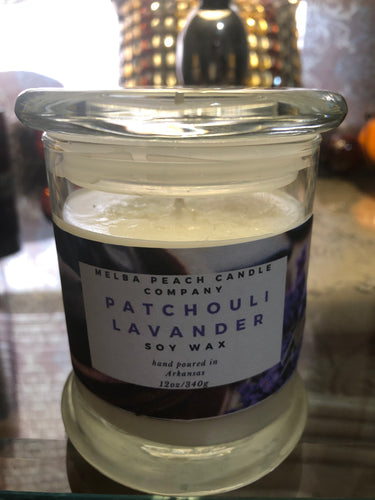 MELBA PEACH CANDLE
COMPANY
PATCHOULI
LAVANDER
SOY WAX
hand poured in
Arkansas
12oz/340g